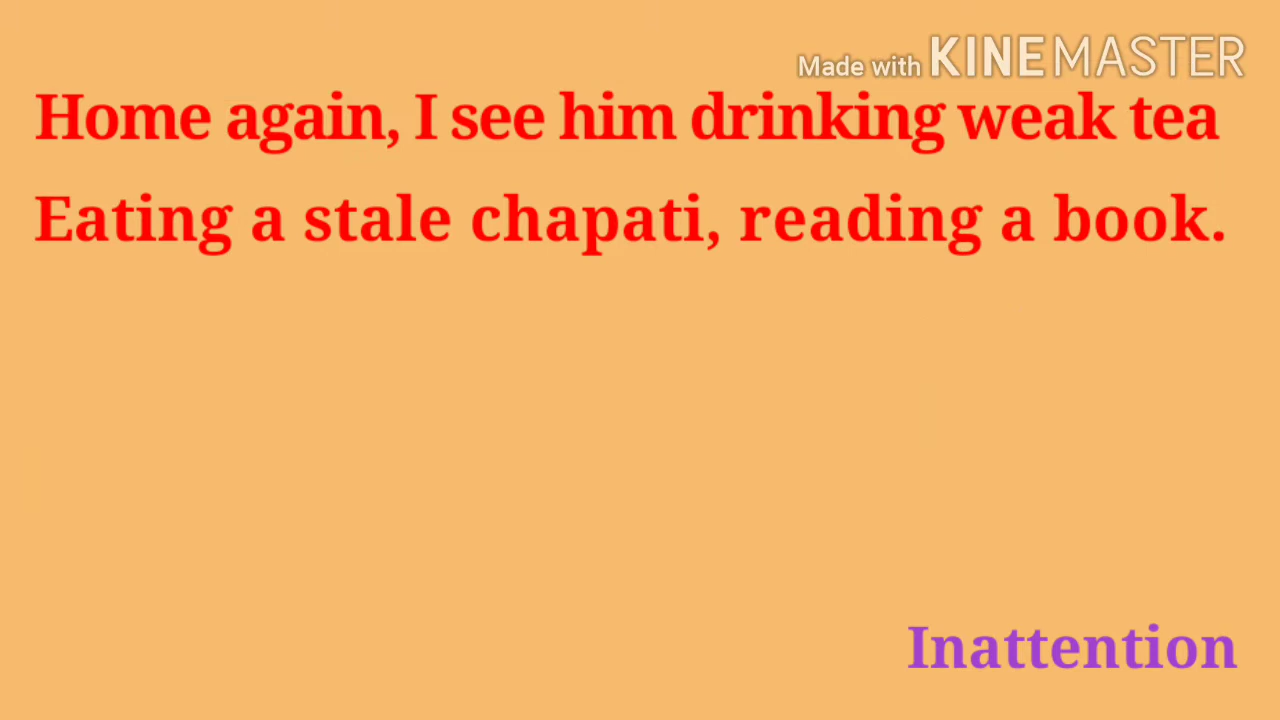 Made with KINEMASTER
Home again, I see him drinking weak tea
Eating a stale chapati, reading a book.
Inattention